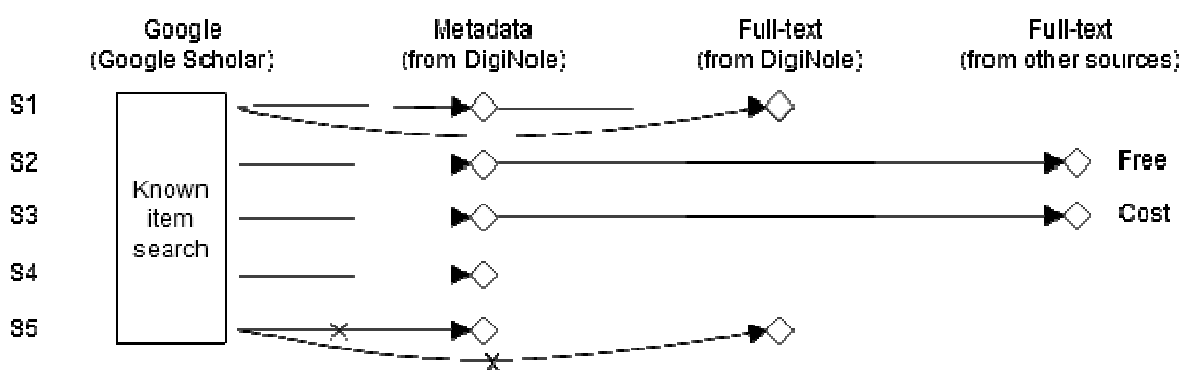 Google
(Google Scholar)
Metadata
(from DigiNole)
Full-text
(from DigiNole)
Full-text
(from other sources)
S1
S2
Free
Known
item
search
S3
Cost
S4
S5